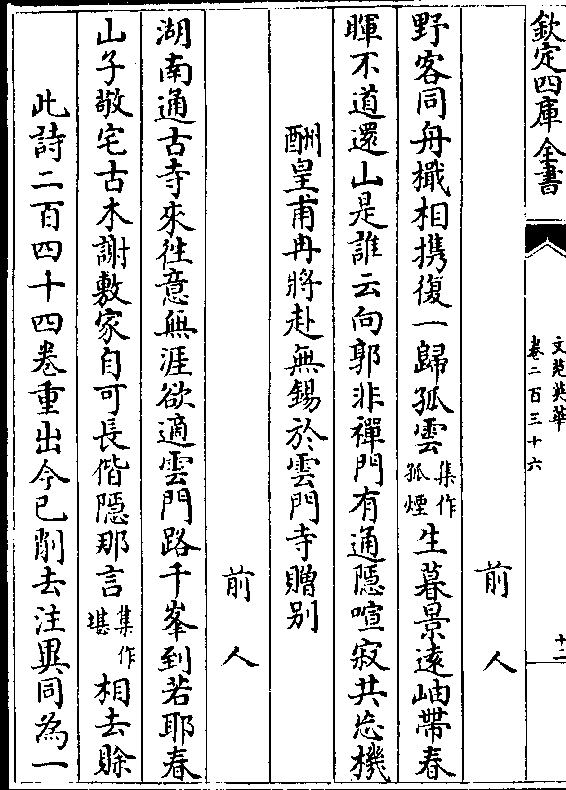 欽定四庫全書
文苑英華
卷二百三十六
十二
前人
野客同舟檝相携復一歸孤雲集作孤煙生暮景遠岫帶春
暉不道還山是誰云向郭非禪門有通隱喧寂共忘機
酬皇甫冉將赴無錫於雲門寺贈别
前人
湖南通古寺來往意無涯欲適雲門路千峯到若耶春
山子敬宅古木謝敷家自可長偕隱那言集作堪相去賖
此詩二百四十四卷重出今已削去注異同為一